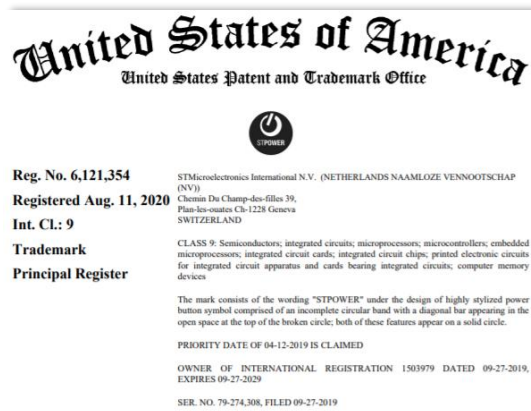 United States of America
United States Patent and Trademark Office
STPOWER
Reg. No. 6,121,354
Registered Aug. 11, 2020
Int. Cl.: 9
Trademark
Principal Register
STMicroelectronics International N.V. (NETHERLANDS NAAMLOZE VENNOOTSCHAP
(NV))
Chemin Du Champ-des-filles 39,
Plan-les-ouates Ch-1228 Geneva
SWITZERLAND
CLASS 9: Semiconductors; integrated circuits; microprocessors; microcontrollers; embedded
microprocessors; integrated circuit cards; integrated circuit chips; printed electronic circuits
for integrated circuit apparatus and cards bearing integrated circuits; computer memory
devices
The mark consists of the wording "STPOWER" under the design of highly stylized power
button symbol comprised of an incomplete circular band with a diagonal bar appearing in the
open space at the top of the broken circle; both of these features appear on a solid circle.
PRIORITY DATE OF 04-12-2019 IS CLAIMED
OWNER OF INTERNATIONAL REGISTRATION 1503979 DATED 09-27-2019,
EXPIRES 09-27-2029
SER. NO. 79-274,308, FILED 09-27-2019